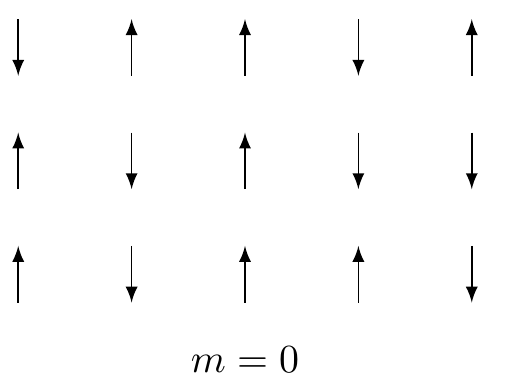 m = 0